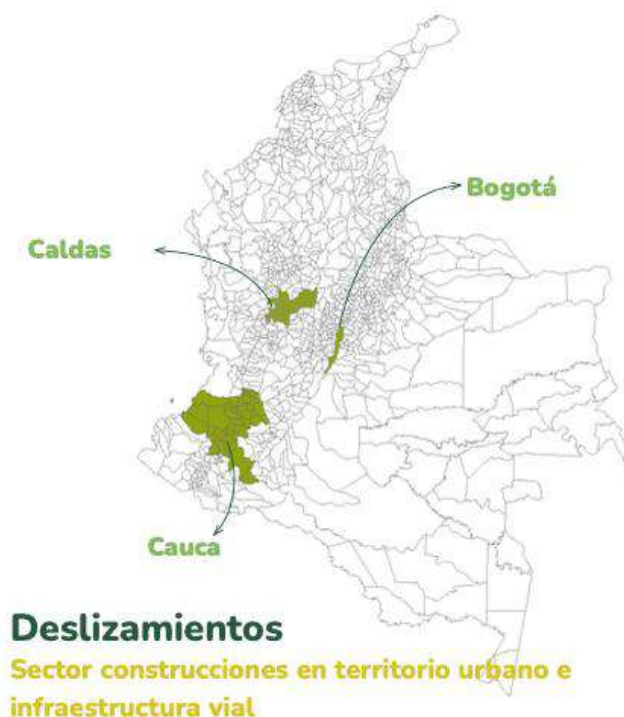 Bogotá
Caldas
Cauca
Deslizamientos
Sector construcciones en territorio urbano e
infraestructura vial